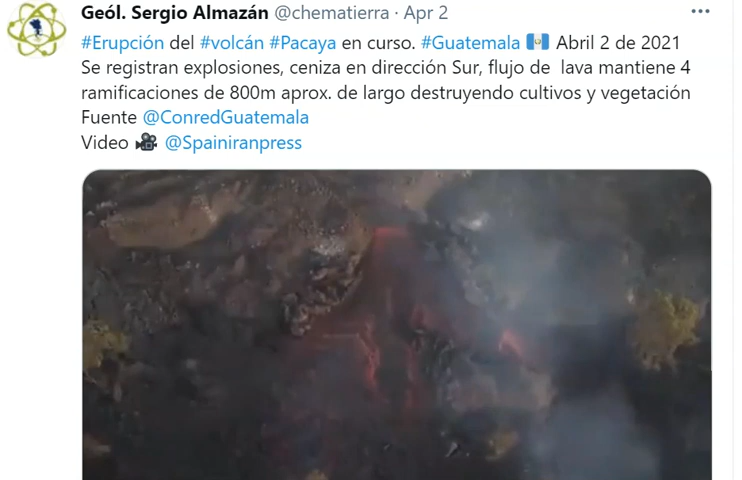 Geól. Sergio Almazán @chematierra · Apr 2
#Erupción del #volcán #Pacaya en curso. #Guatemala 🇬🇹 Abril 2 de 2021
Se registran explosiones, ceniza en dirección Sur, flujo de lava mantiene 4
ramificaciones de 800m aprox. de largo destruyendo cultivos y vegetación
Fuente @ConredGuatemala
Video 🎥 @Spainiranpress